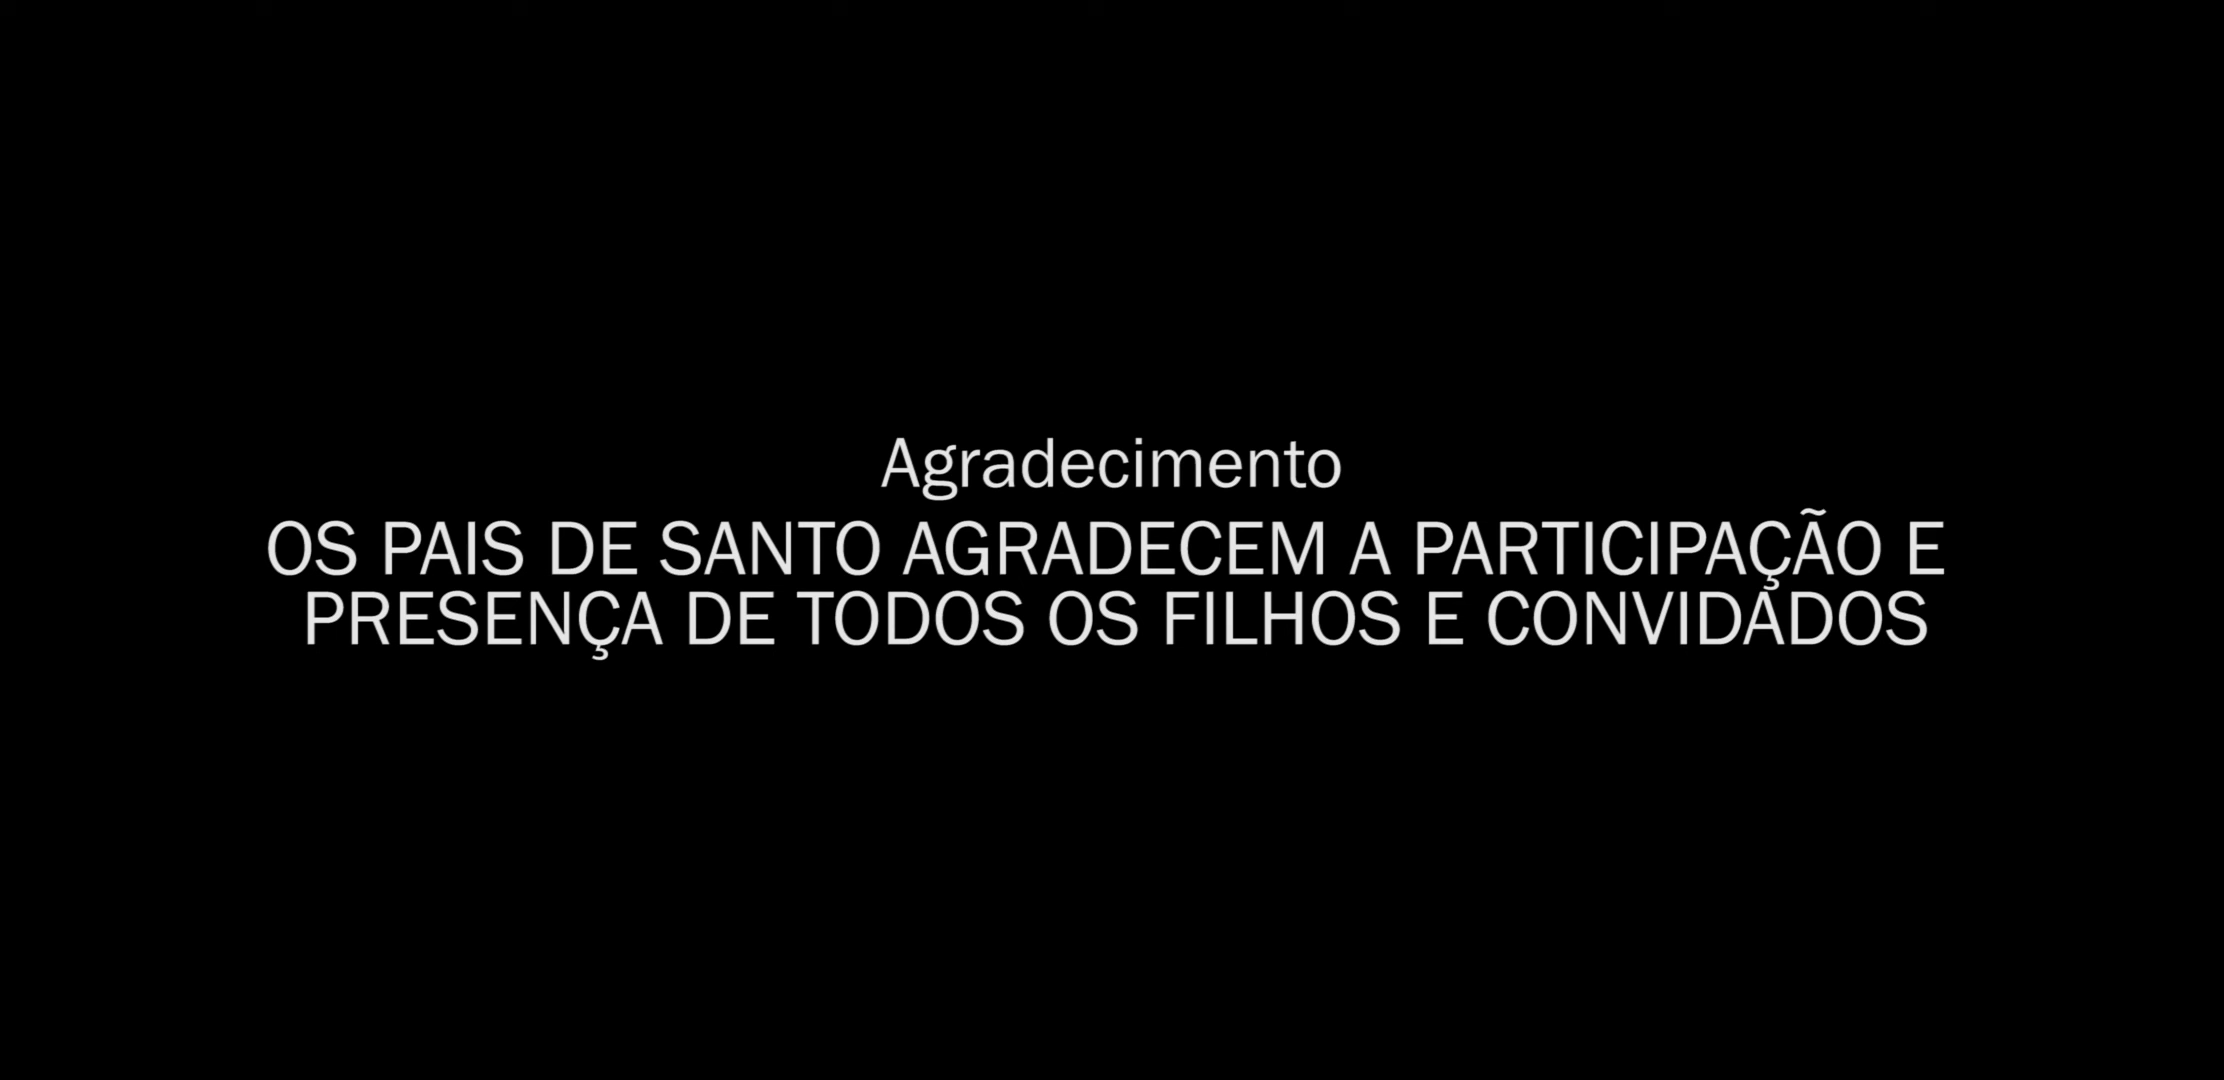 Agradecimento
OS PAIS DE SANTO AGRADECEM A PARTICIPAÇÃO E
PRESENÇA DE TODOS OS FILHOS E CONVIDADOS